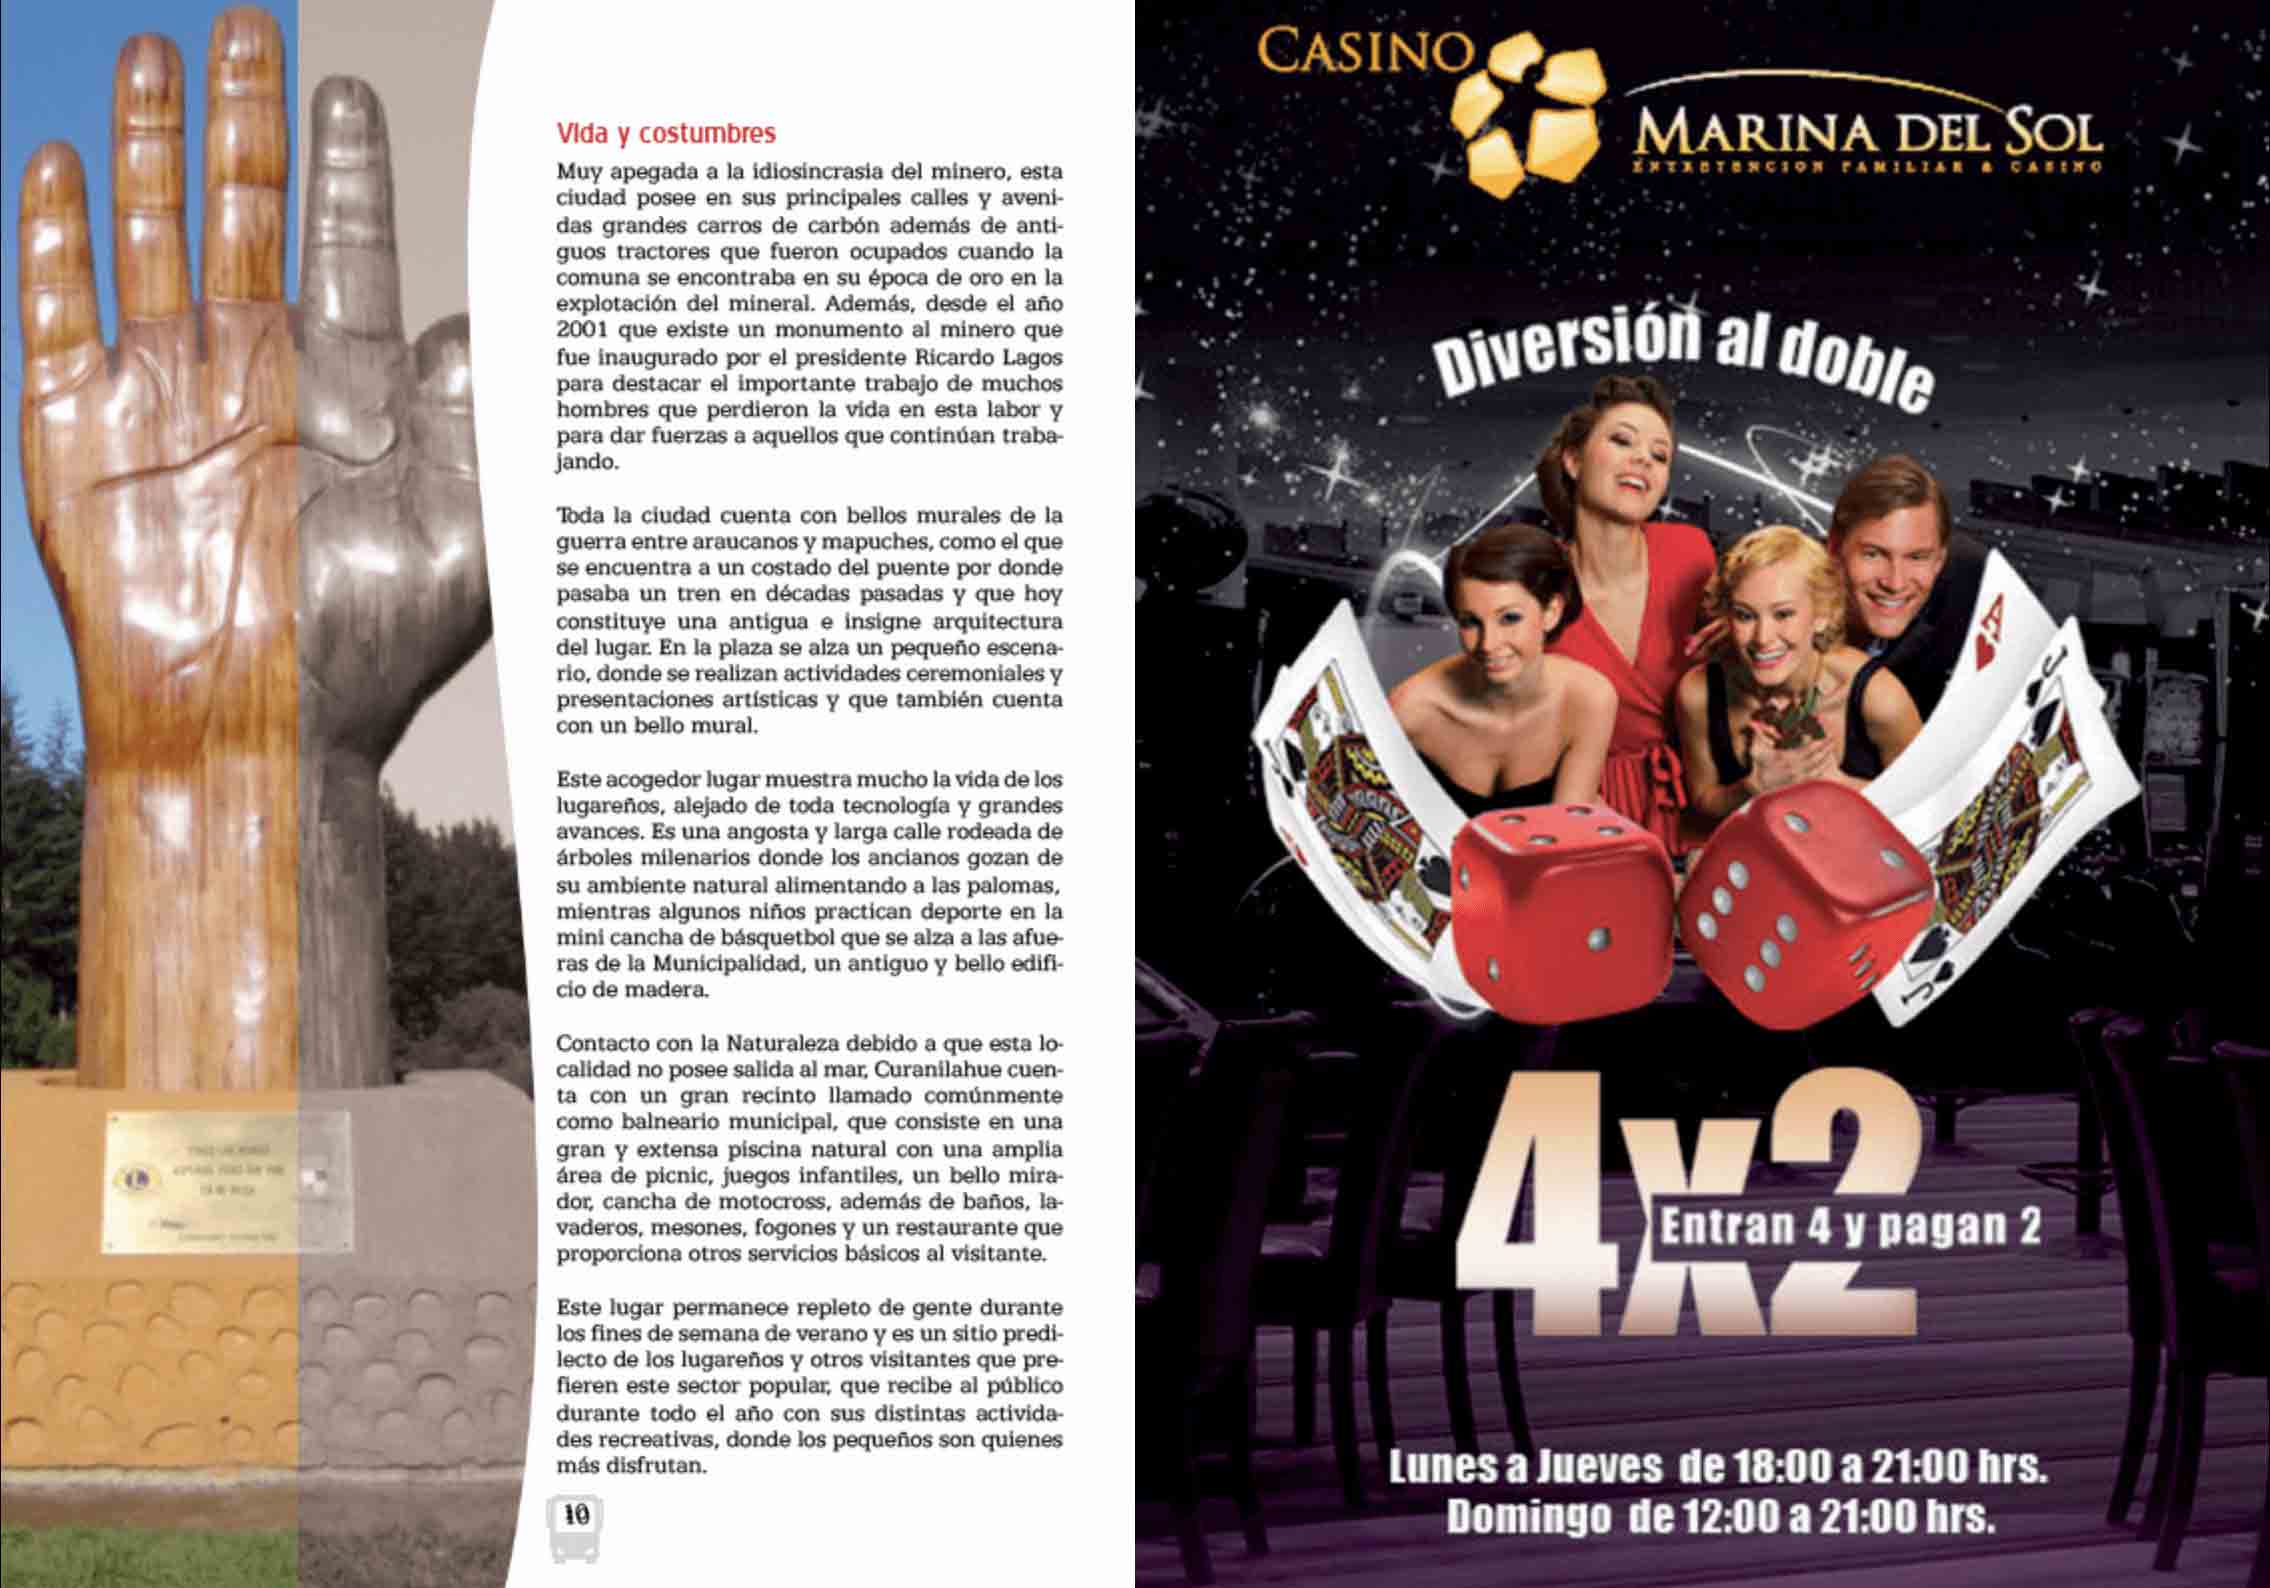 Vida y costumbres
Muy apegada a la idiosincrasia del minero, esta
ciudad posee en sus principales calles y aveni-
das grandes carros de carbón además de anti-
guos tractores que fueron ocupados cuando la
comuna se encontraba en su época de oro en la
explotación del mineral. Además, desde el año
2001 que existe un monumento al minero que
fue inaugurado por el presidente Ricardo Lagos
para destacar el importante trabajo de muchos
hombres que perdieron la vida en esta labor y
para dar fuerzas a aquellos que continúan traba-
jando.
Toda la ciudad cuenta con bellos murales de la
guerra entre araucanos y mapuches, como el que
se encuentra a un costado del puente por donde
pasaba un tren en décadas pasadas y que hoy
constituye una antigua e insigne arquitectura
del lugar. En la plaza se alza un pequeño escena-
rio, donde se realizan actividades ceremoniales y
presentaciones artísticas y que también cuenta
con un bello mural.
Este acogedor lugar muestra mucho la vida de los
lugareños, alejado de toda tecnología y grandes
avances. Es una angosta y larga calle rodeada de
árboles milenarios donde los ancianos gozan de
su ambiente natural alimentando a las palomas,
mientras algunos niños practican deporte en la
mini cancha de básquetbol que se alza a las afue-
ras de la Municipalidad, un antiguo y bello edifi-
cio de madera.
Contacto con la Naturaleza debido a que esta lo-
calidad no posee salida al mar, Curanilahue cuen-
ta con un gran recinto llamado comúnmente
como balneario municipal, que consiste en una
gran y extensa piscina natural con una amplia
área de picnic, juegos infantiles, un bello mira-
dor, cancha de motocross, además de baños, la-
vaderos, mesones, fogones y un restaurante que
proporciona otros servicios básicos al visitante.
Este lugar permanece repleto de gente durante
los fines de semana de verano y es un sitio predi-
lecto de los lugareños y otros visitantes que pre-
fieren este sector popular, que recibe al público
durante todo el año con sus distintas activida-
des recreativas, donde los pequeños son quienes
más disfrutan.
10
CASINO
MARINA DEL SOL
ENTRETENCION FAMILIAR & CASINO
Diversión al doble
A
J
J
4x2
Entran 4 y pagan 2
Lunes a Jueves de 18:00 a 21:00 hrs.
Domingo de 12:00 a 21:00 hrs.